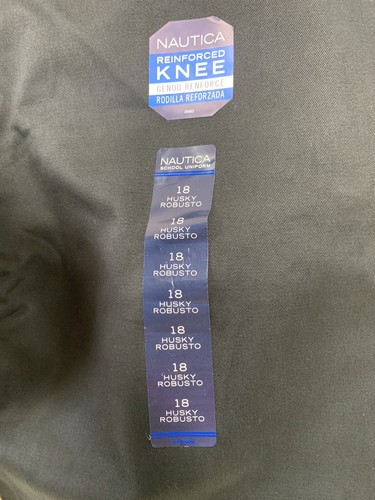 NAUTICA
REINFORCED
KNEE
GENOU RENFORCÉ
RODILLA REFORZADA
NAUTICA
SCHOOL UNIFORM
18
HUSKY
ROBUSTO
18
HUSKY
ROBUSTO
18
HUSKY
ROBUSTO
18
HUSKY
ROBUSTO
18
HUSKY
ROBUSTO
18
HUSKY
ROBUSTO
18
HUSKY
ROBUSTO